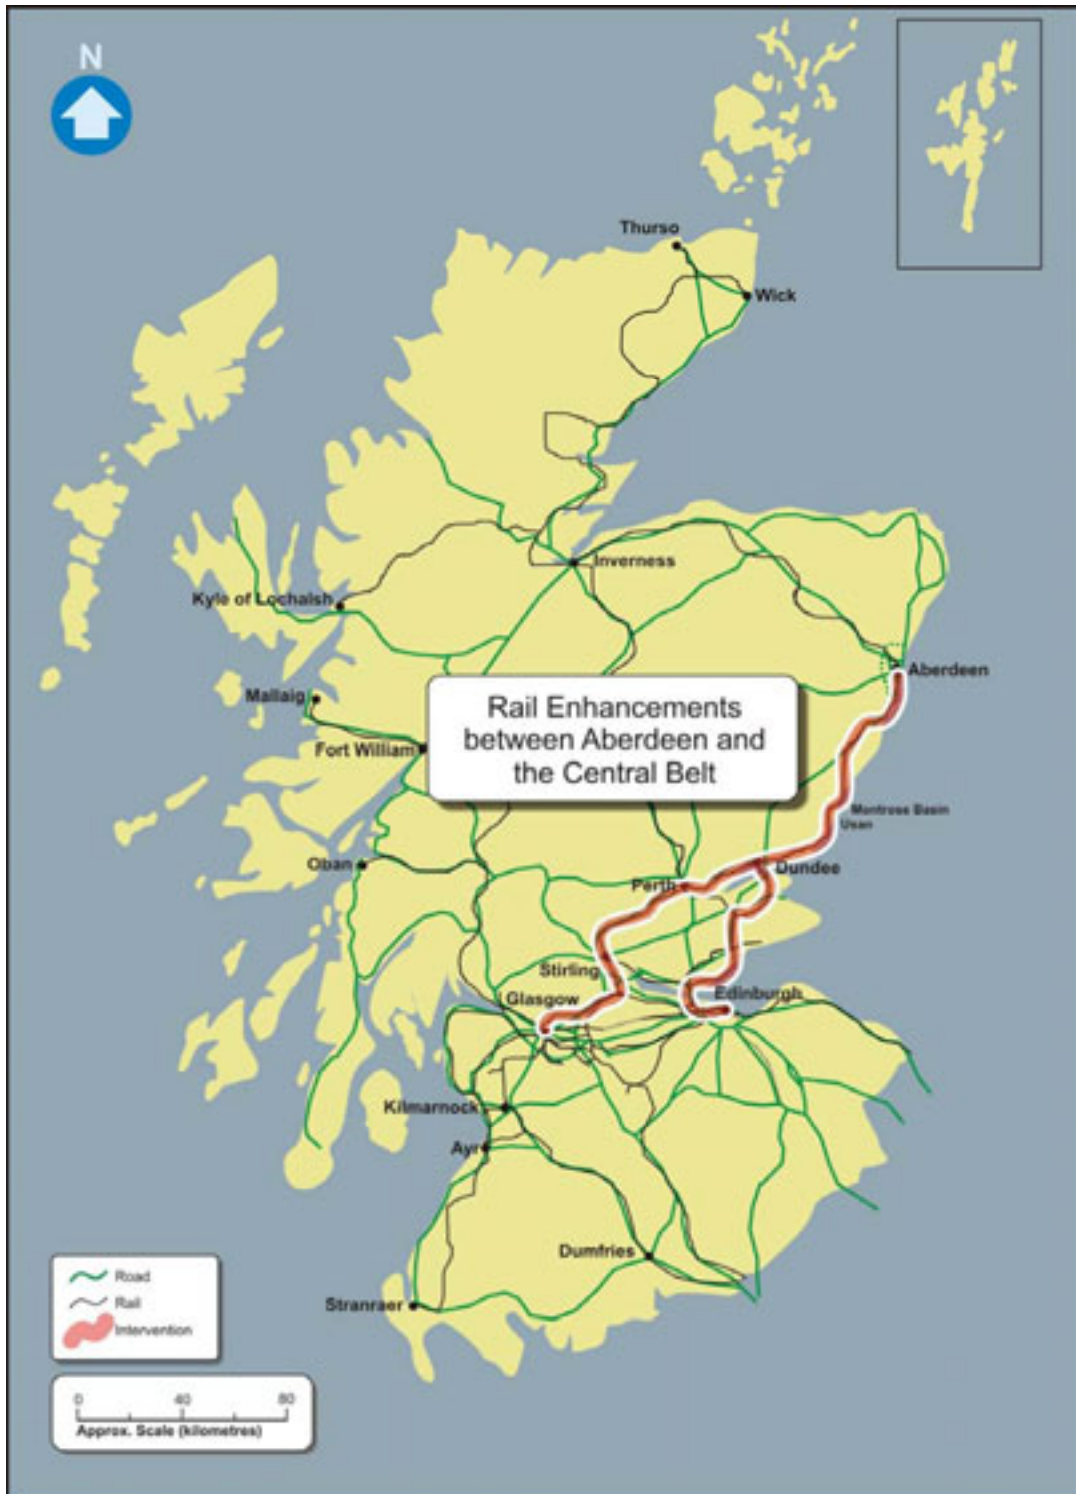 N
Thurso
Wick
Inverness
Kyle of Lochalsh
Aberdeen
Mallaig
Rail Enhancements
between Aberdeen and
the Central Belt
Fort William
Montrose Basin
Usan
Oban
Dundee
Perth
Stirling
Edinburgh
Glasgow
Kilmarnock
Ayr
Dumfries
Stranraer
Road
Rail
Intervention
0 40 80
Approx. Scale (kilometres)